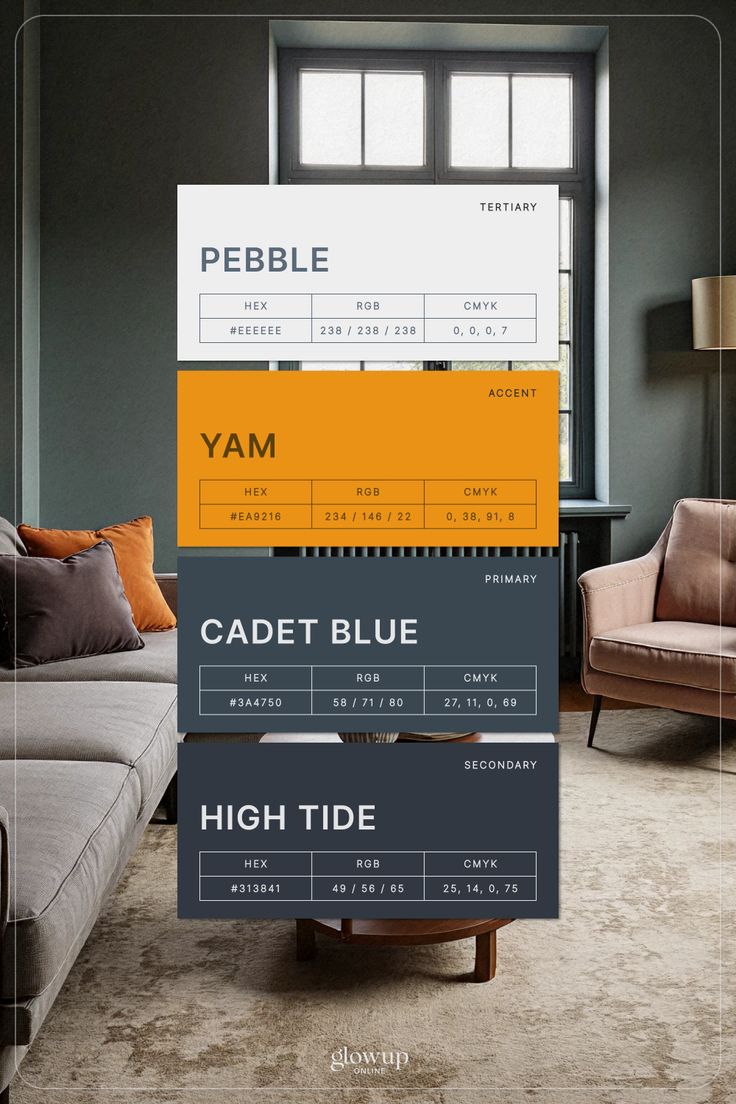 TERTIARY
PEBBLE
HEX RGB CMYK
#EEEEEE 238 / 238 / 238 0, 0, 0, 7
ACCENT
YAM
HEX RGB CMYK
#EA9216 234 / 146 / 22 0, 38, 91, 8
PRIMARY
CADET BLUE
HEX RGB CMYK
#3A4750 58 / 71 / 80 27, 11, 0, 69
SECONDARY
HIGH TIDE
HEX RGB CMYK
#313841 49 / 56 / 65 25, 14, 0, 75
glowup
ONLINE